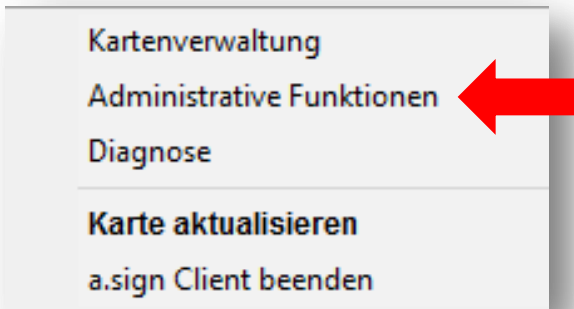 Kartenverwaltung
Administrative Funktionen
Diagnose
Karte aktualisieren
a.sign Client beenden